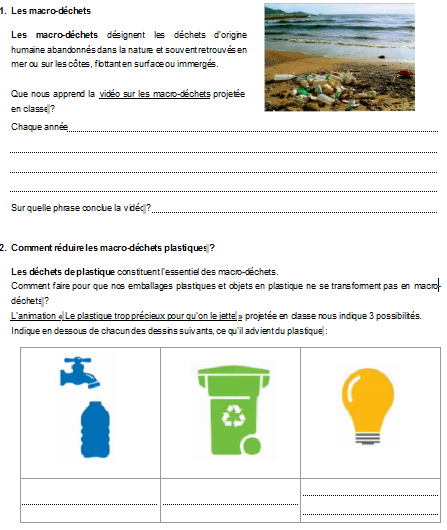 1. Les macro-déchets
Les macro-déchets désignent les déchets d'origine
humaine abandonnés dans la nature et souvent retrouvés en
mer ou sur les côtes, flottant en surface ou immergés.
Que nous apprend la vidéo sur les macro-déchets projetée
en classe ?
Chaque année
Sur quelle phrase conclue la vidéo ?
2. Comment réduire les macro-déchets plastiques ?
Les déchets de plastique constituent l'essentiel des macro-déchets.
Comment faire pour que nos emballages plastiques et objets en plastique ne se transforment pas en macro-
déchets ?
L'animation « Le plastique trop précieux pour qu'on le jette » projetée en classe nous indique 3 possibilités.
Indique en dessous de chacun des dessins suivants, ce qu'il advient du plastique :